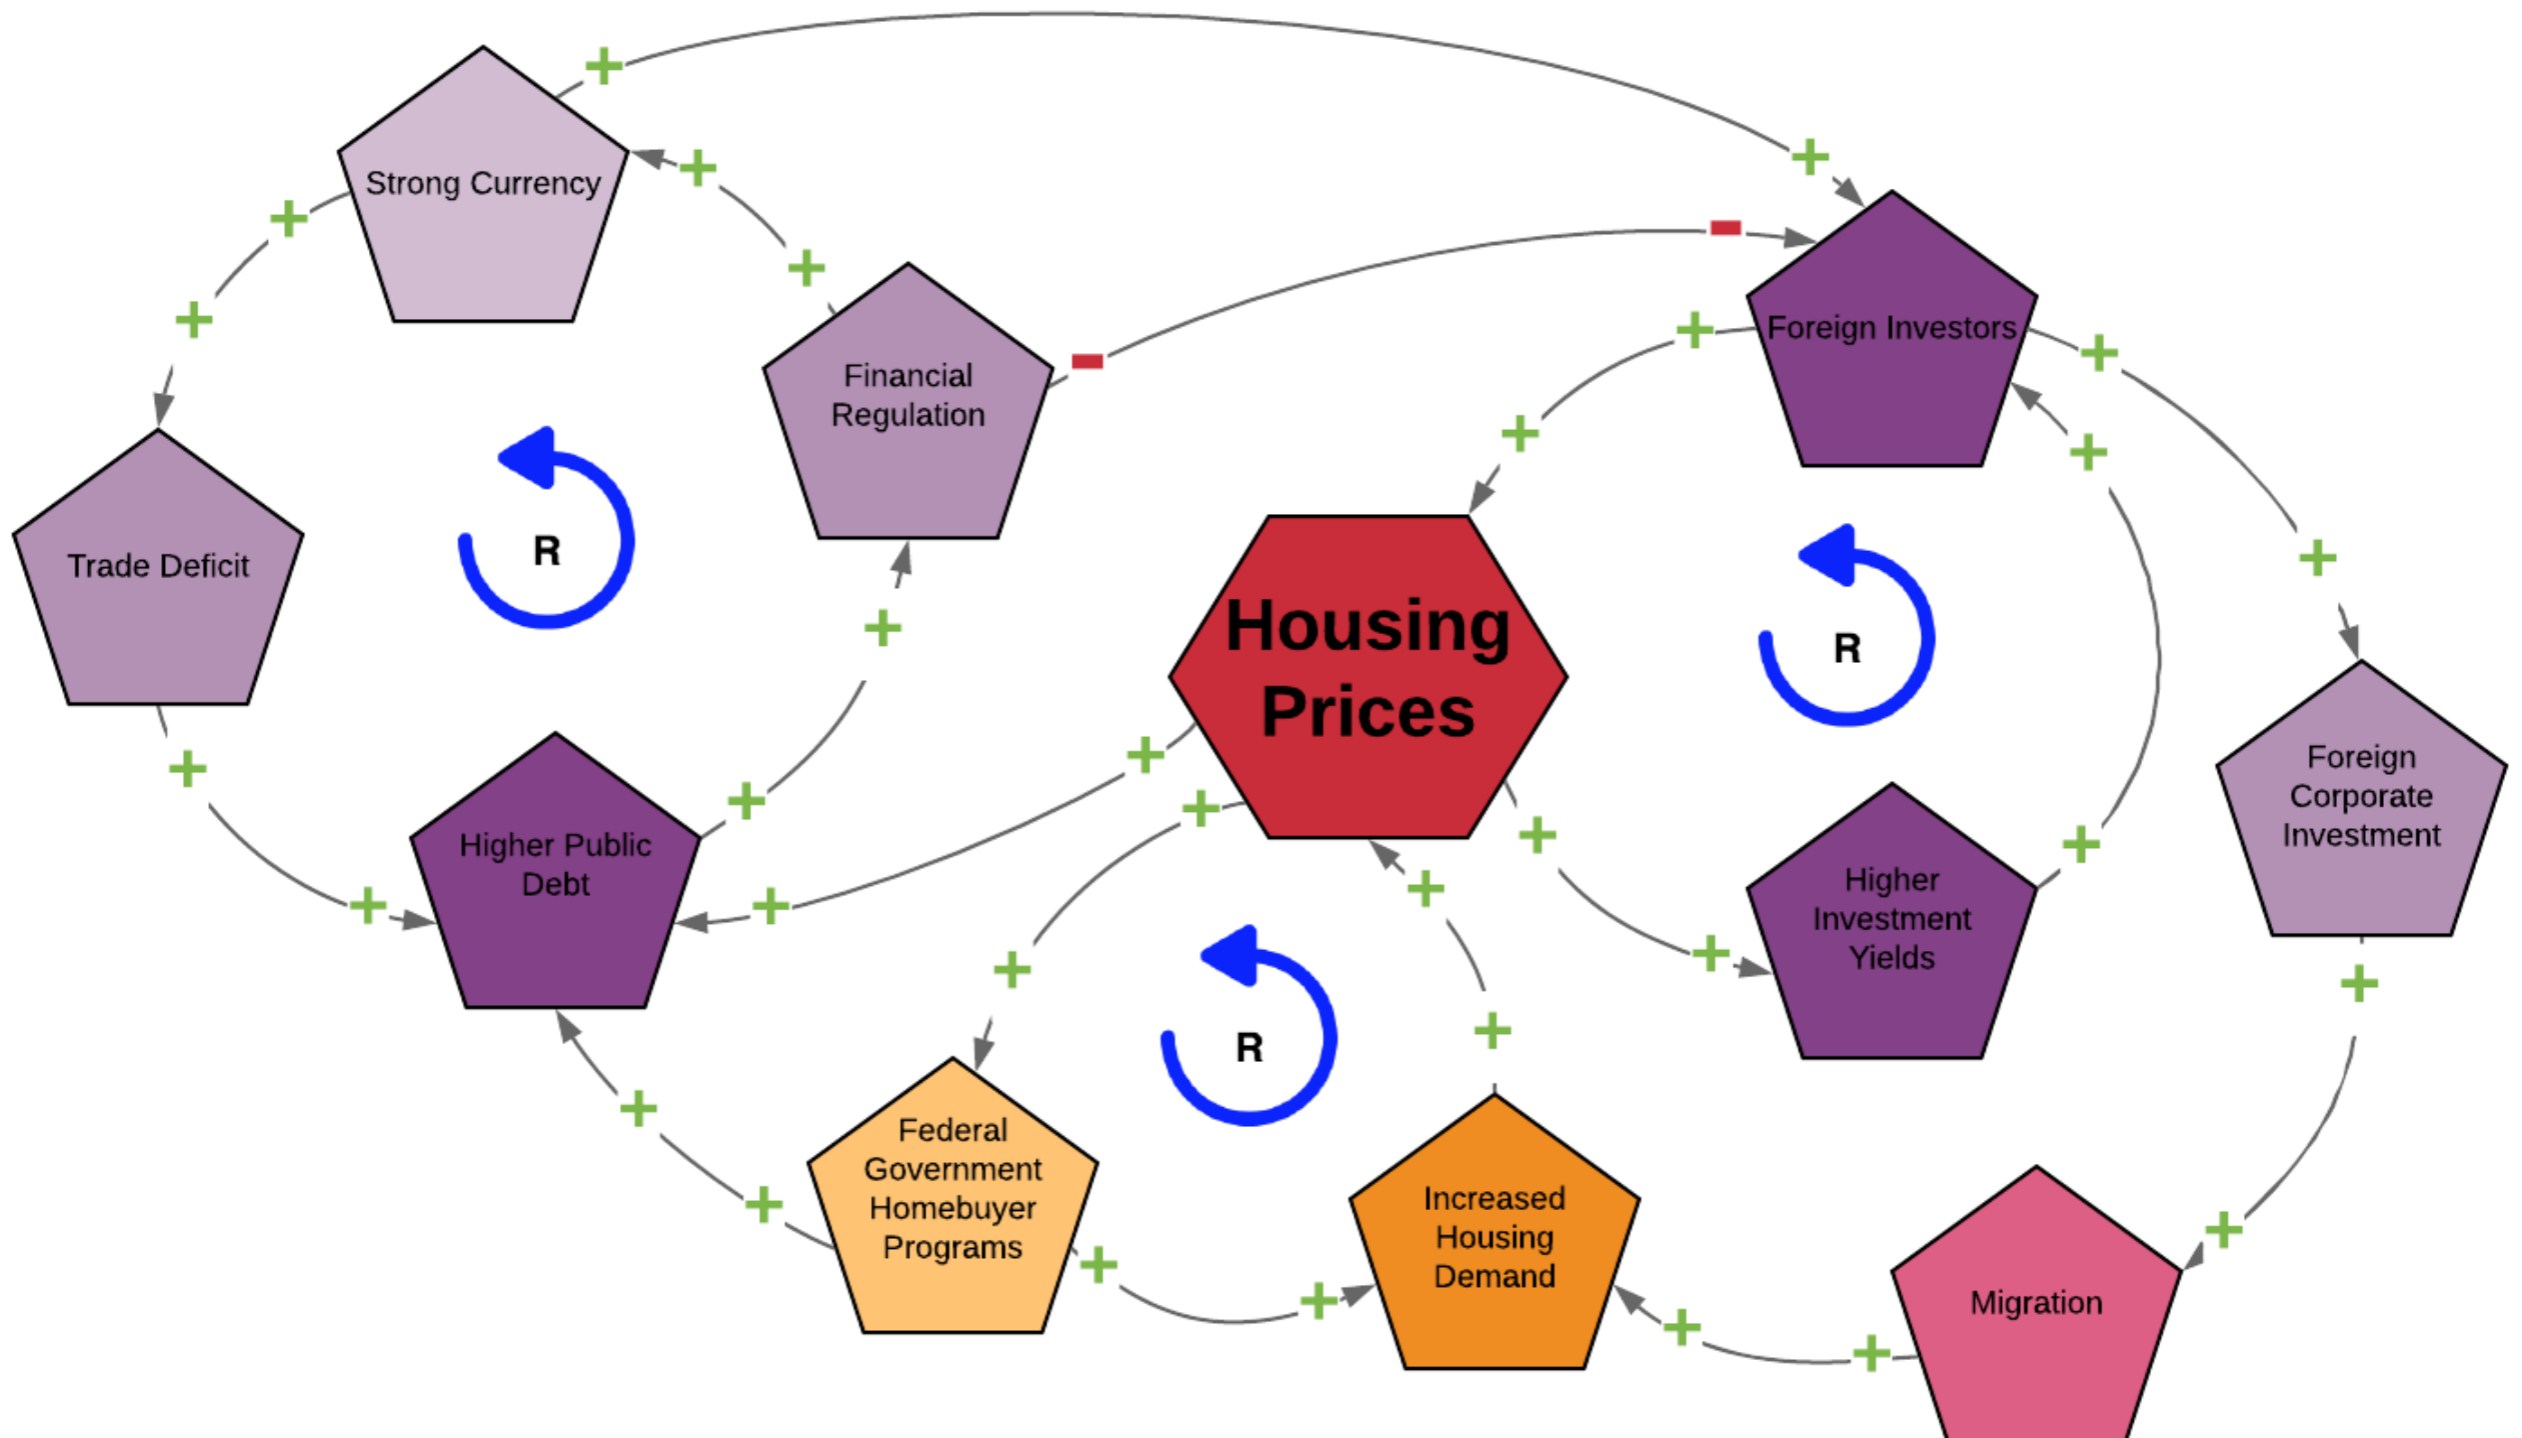 Strong Currency
Foreign Investors
Financial
Regulation
Trade Deficit
R
Housing
Prices
R
Higher Public
Debt
Foreign
Corporate
Investment
Higher
Investment
Yields
R
Federal
Government
Homebuyer
Programs
Increased
Housing
Demand
Migration